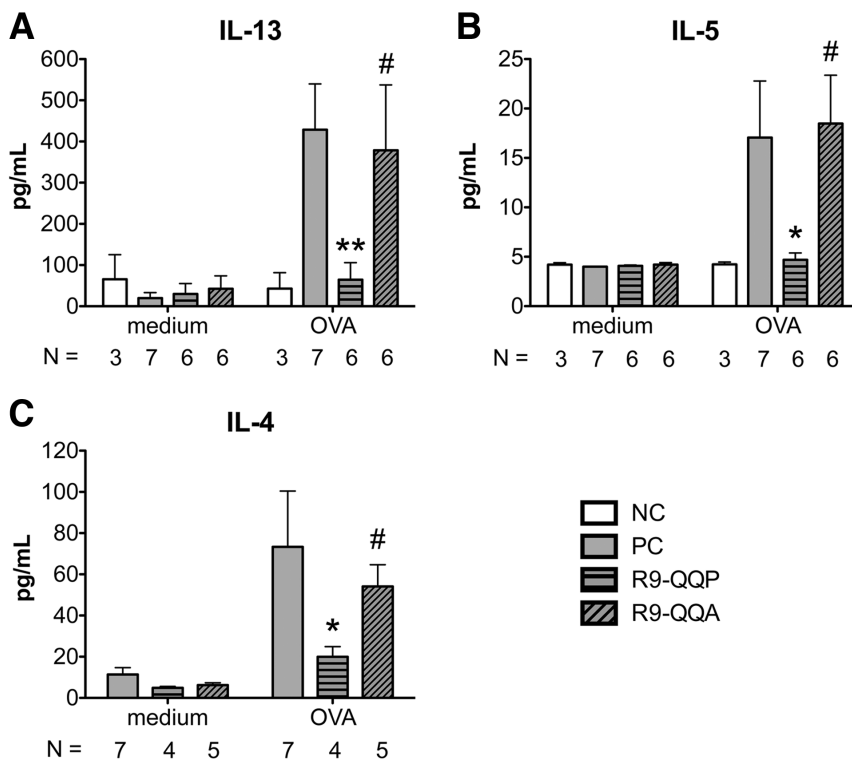 A
IL-13
600
500
400
300
200
100
0
pg/mL
#
**
medium OVA
N = 3 7 6 6 3 7 6 6
B
IL-5
25
20
15
10
5
0
pg/mL
#
*
medium OVA
N = 3 7 6 6 3 7 6 6
C
IL-4
120
100
80
60
40
20
0
pg/mL
#
*
medium OVA
N = 7 4 5 7 4 5
NC
PC
R9-QQP
R9-QQA